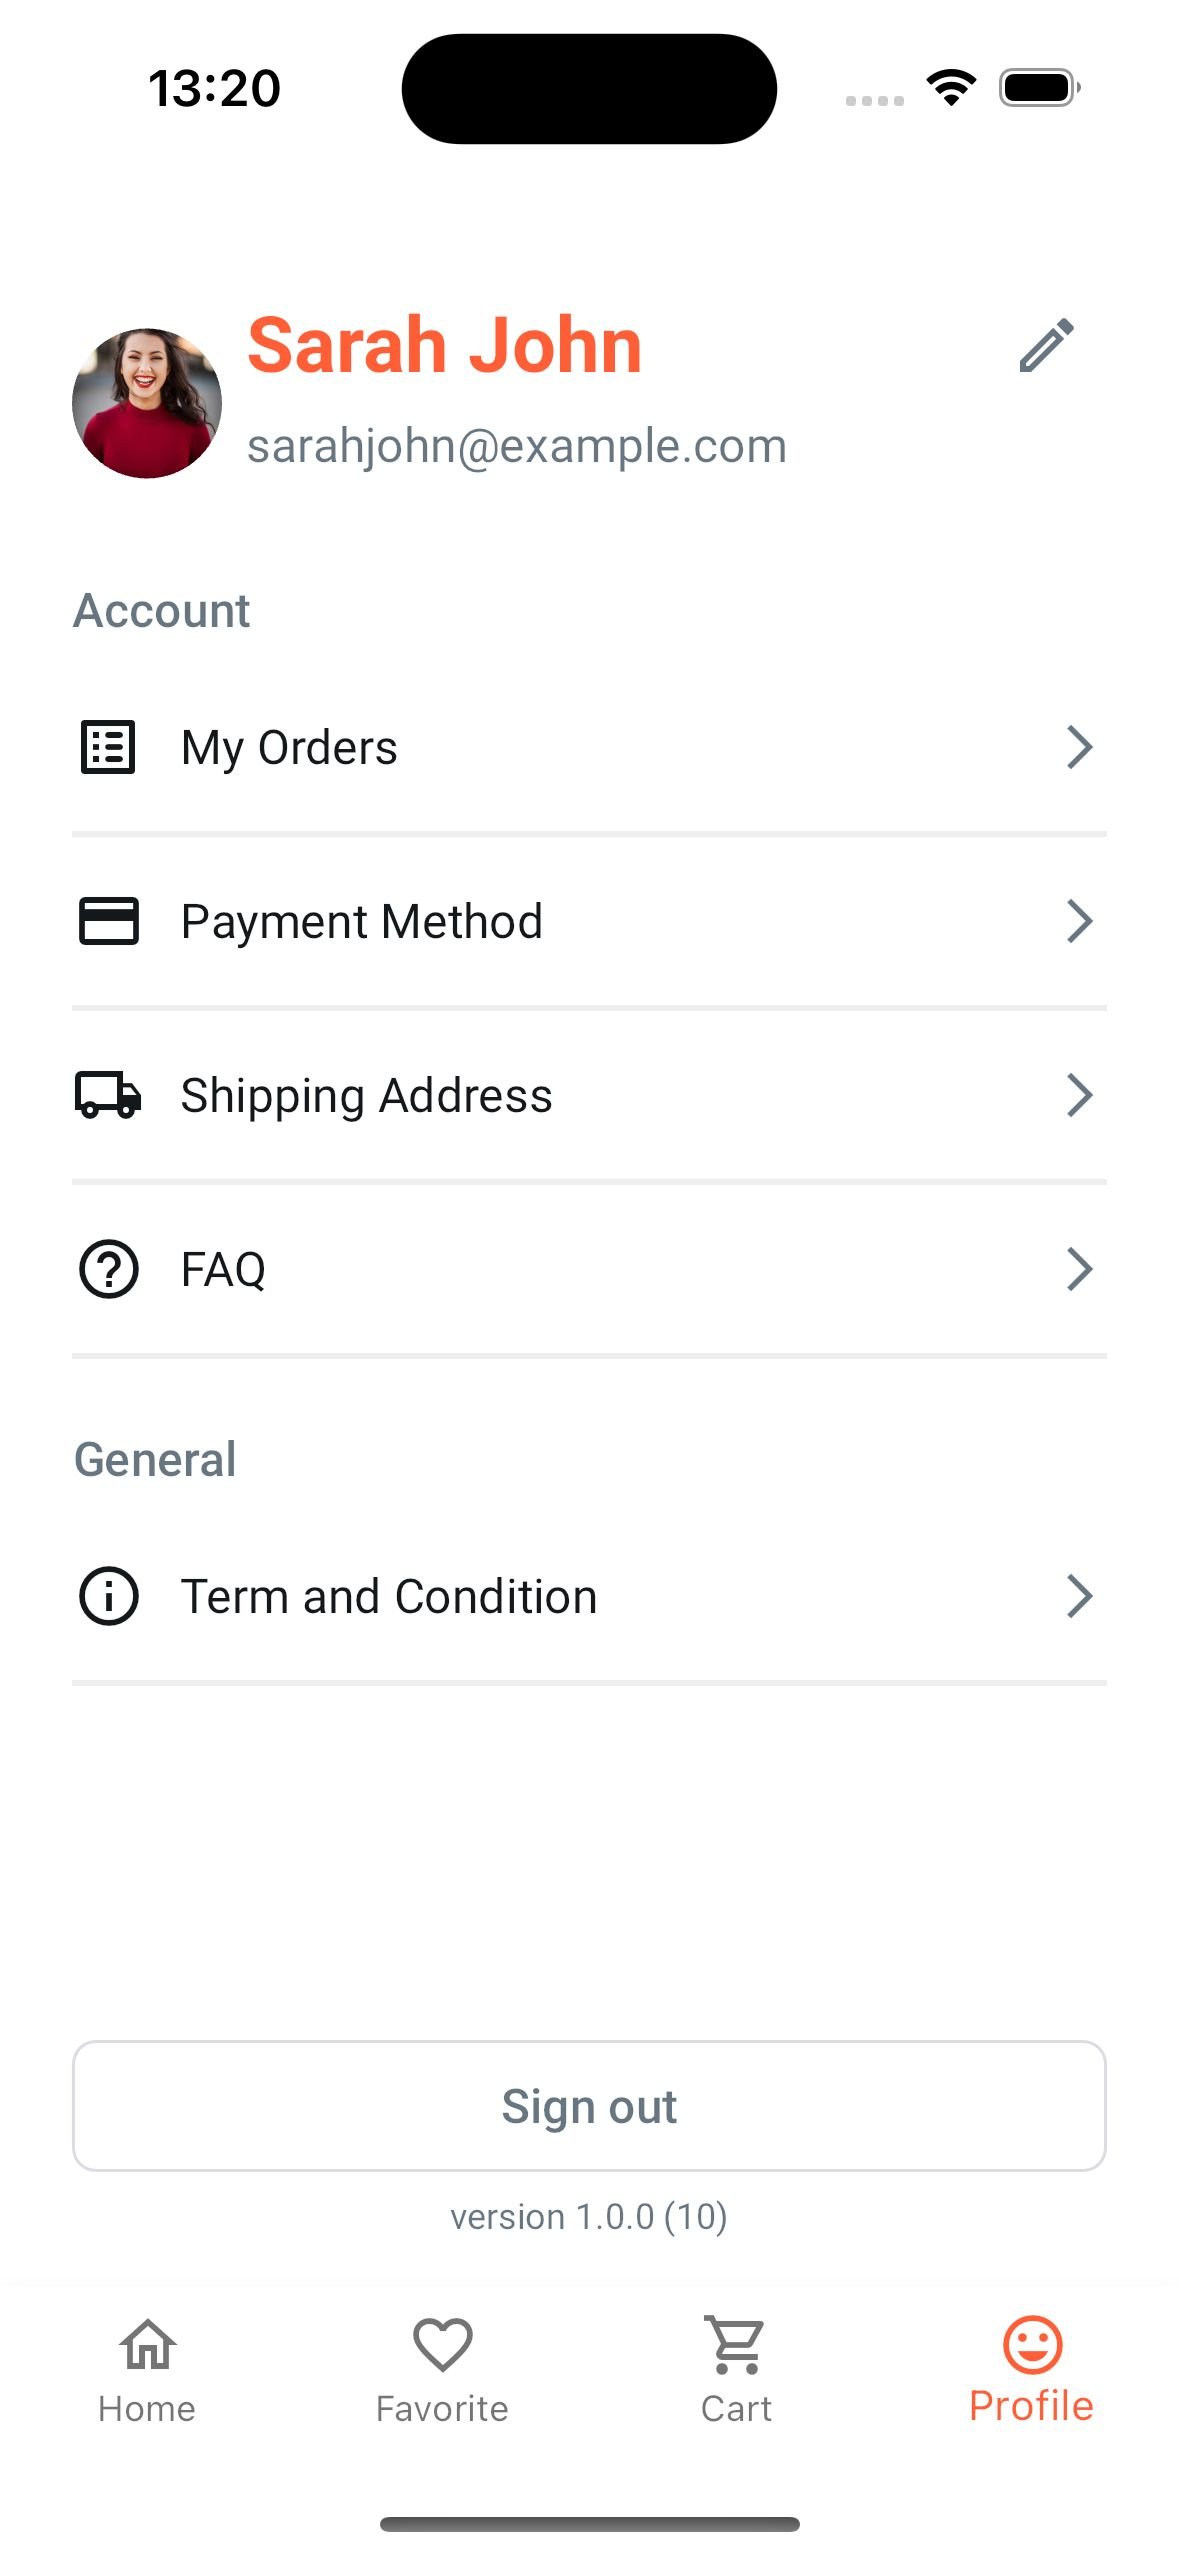 13:20
Sarah John
sarahjohn@example.com
Account
My Orders
Payment Method
Shipping Address
FAQ
General
Term and Condition
Sign out
version 1.0.0 (10)
Home
Favorite
Cart
Profile